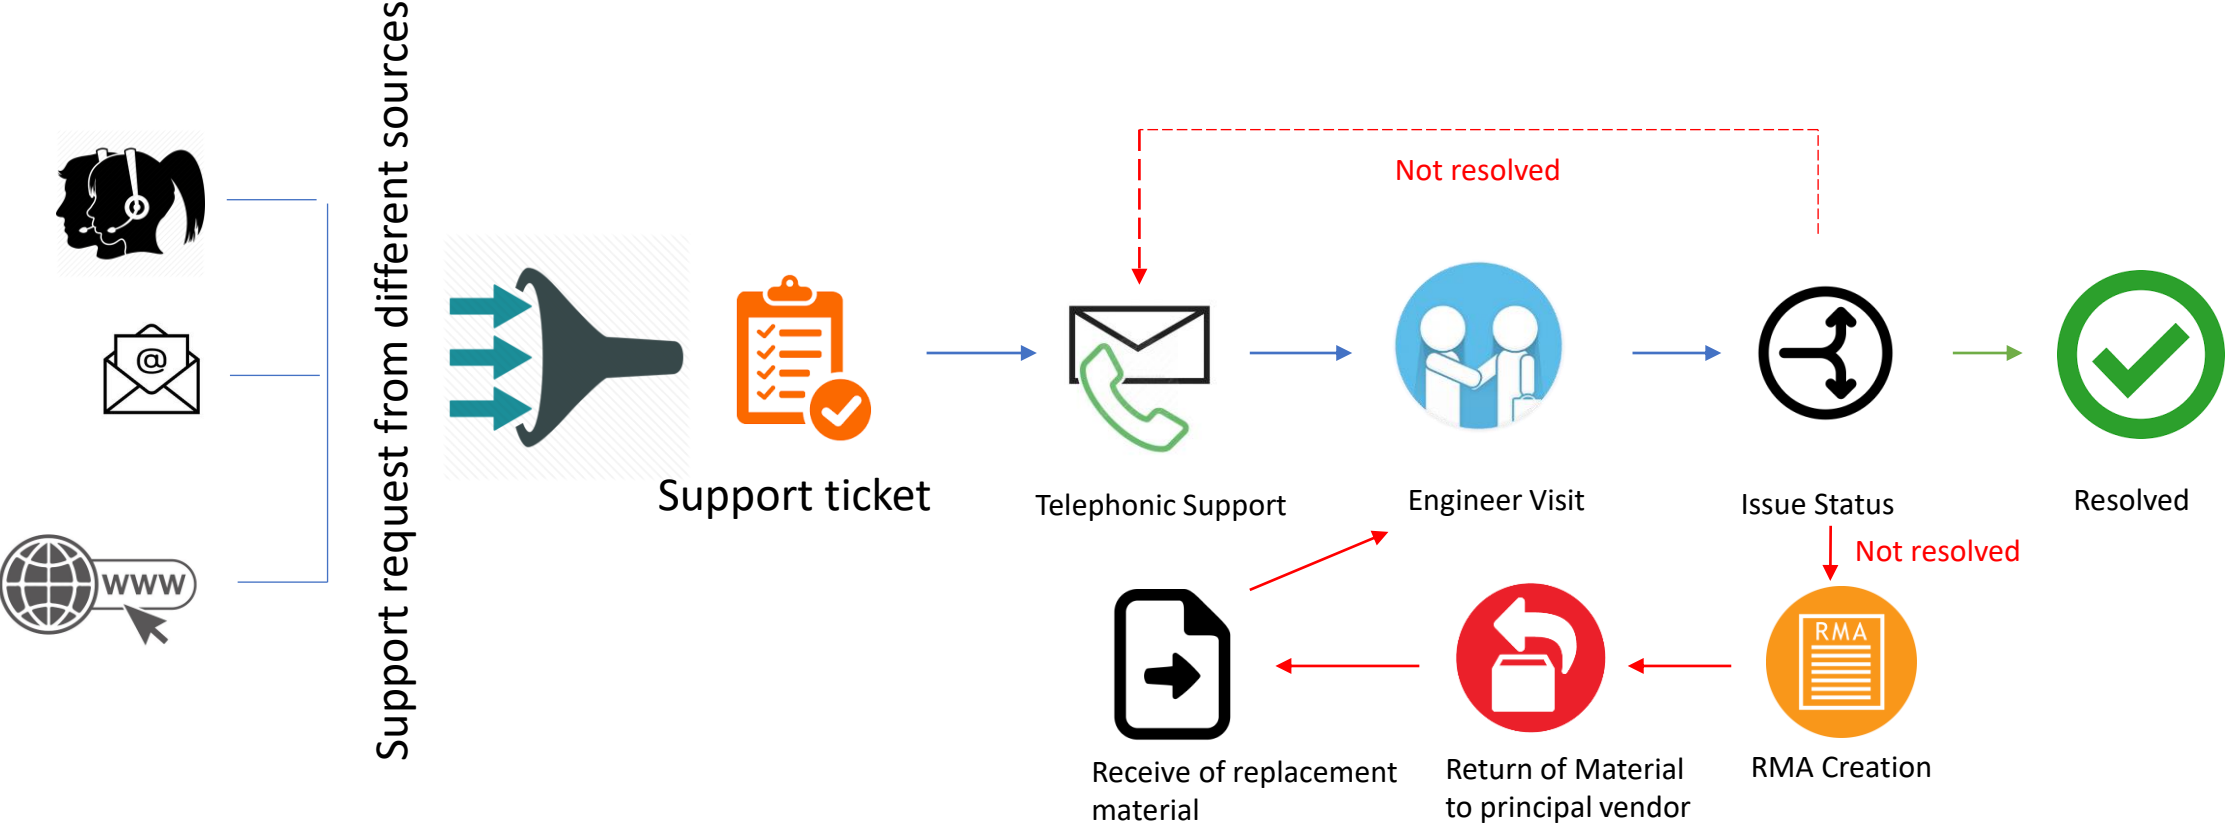 Support request from different sources
@
WWW
Support ticket
Not resolved
Telephonic Support
Engineer Visit
Issue Status
Resolved
Not resolved
RMA
Receive of replacement
material
Return of Material
to principal vendor
RMA Creation